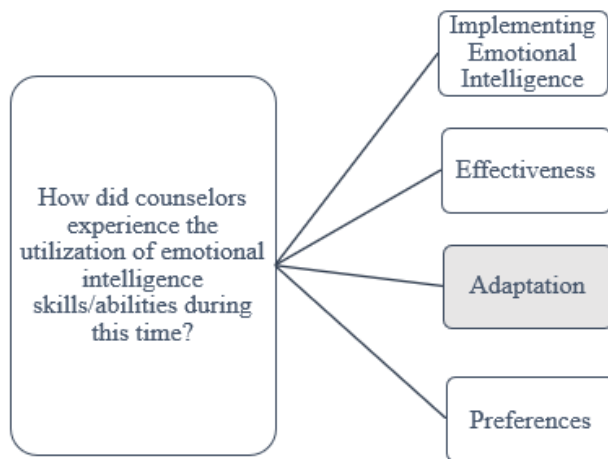 How did counselors
experience the
utilization of emotional
intelligence
skills/abilities during
this time?
Implementing
Emotional
Intelligence
Effectiveness
Adaptation
Preferences